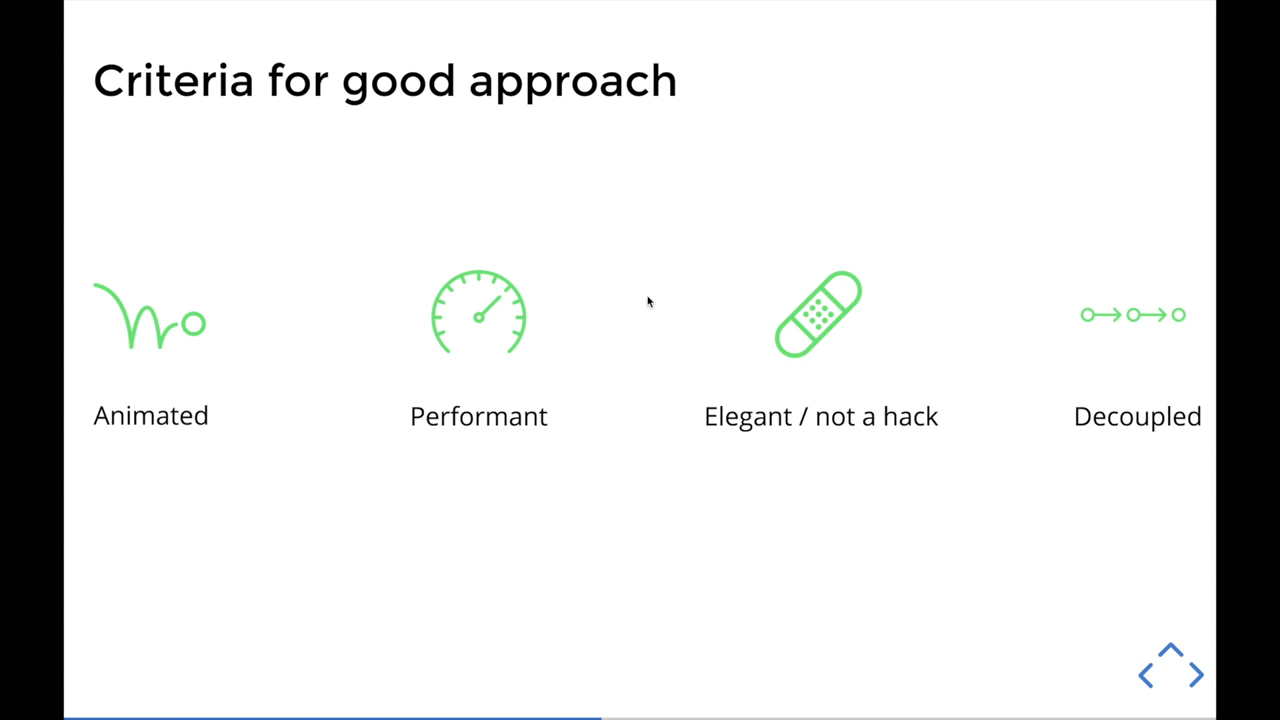 Criteria for good approach
Animated
Performant
Elegant / not a hack
Decoupled